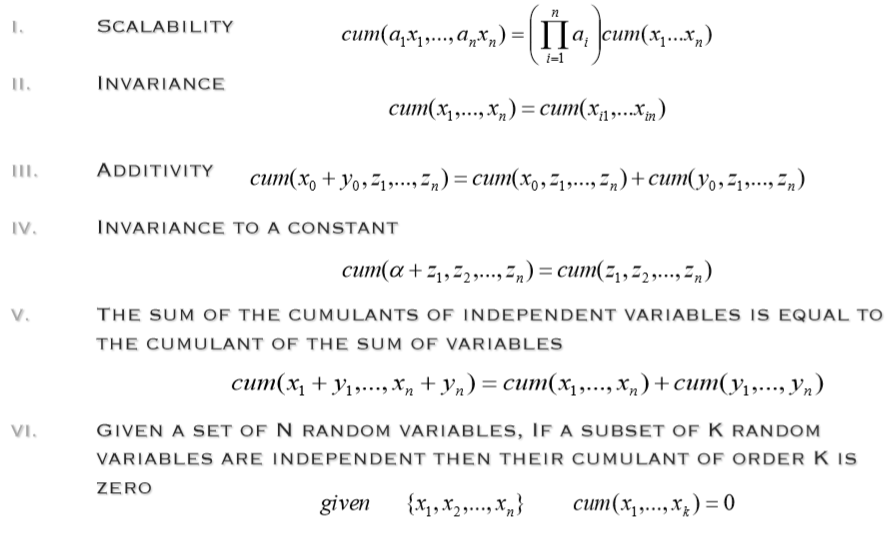 I. SCALABILITY cum(a₁x₁,..., aₙxₙ) = (∏ᵢ₌₁ⁿ aᵢ)cum(x₁...xₙ)
II. INVARIANCE
cum(x₁,..., xₙ) = cum(xᵢ₁,...xᵢₙ)
III. ADDITIVITY cum(x₀ + y₀, z₁,..., zₙ) = cum(x₀, z₁,..., zₙ) + cum(y₀, z₁,..., zₙ)
IV. INVARIANCE TO A CONSTANT
cum(α + z₁, z₂,..., zₙ) = cum(z₁, z₂,..., zₙ)
V. THE SUM OF THE CUMULANTS OF INDEPENDENT VARIABLES IS EQUAL TO
THE CUMULANT OF THE SUM OF VARIABLES
cum(x₁ + y₁,..., xₙ + yₙ) = cum(x₁,..., xₙ) + cum(y₁,..., yₙ)
VI. GIVEN A SET OF N RANDOM VARIABLES, IF A SUBSET OF K RANDOM
VARIABLES ARE INDEPENDENT THEN THEIR CUMULANT OF ORDER K IS
ZERO
given {x₁, x₂,..., xₙ} cum(x₁,..., xₖ) = 0